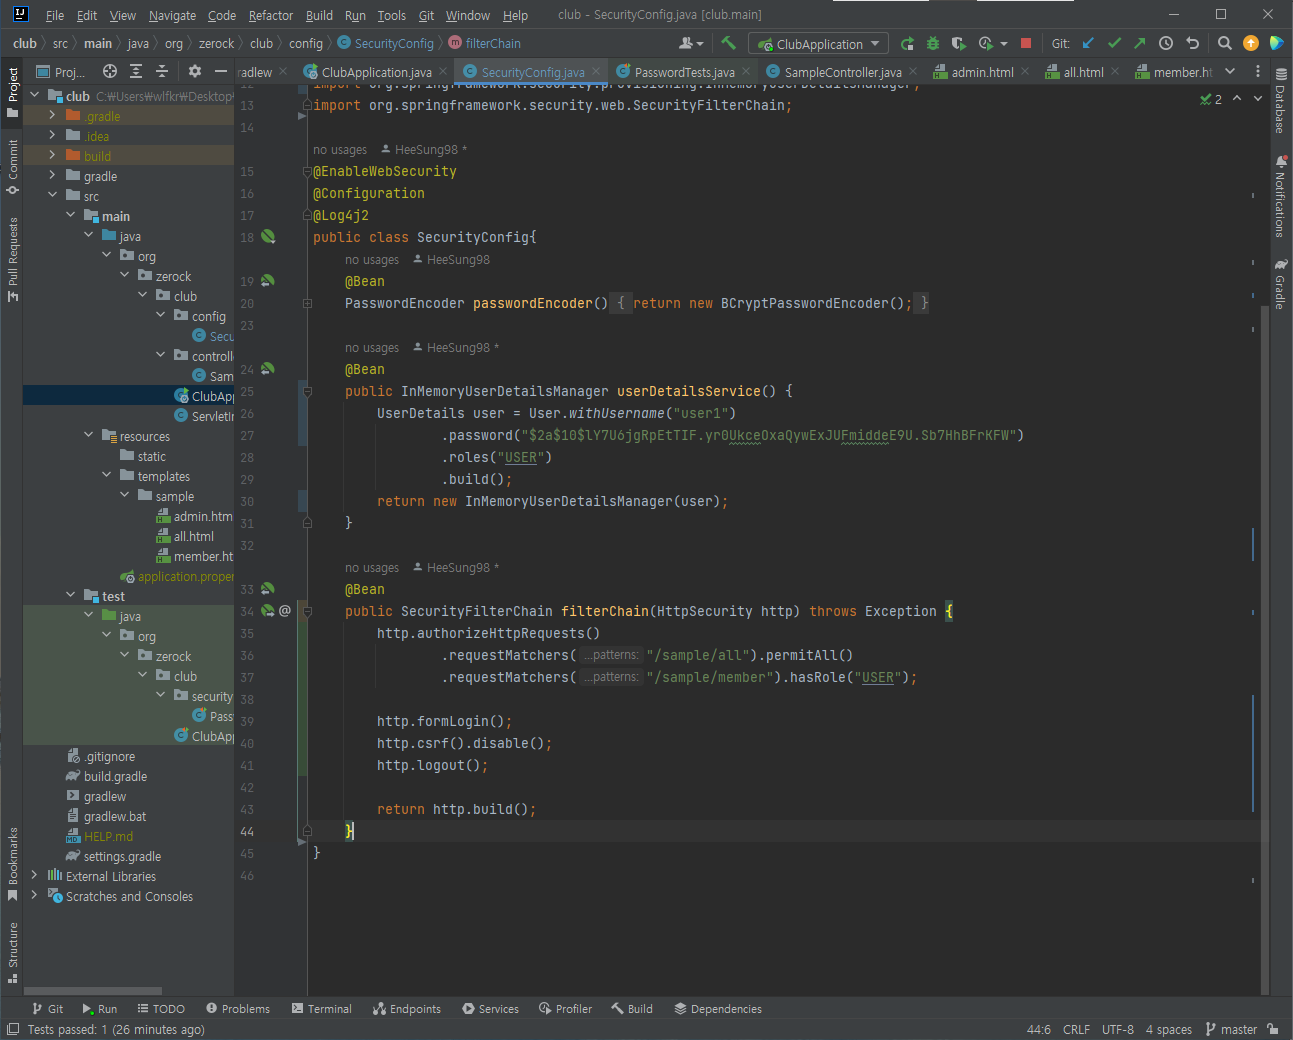 File Edit View Navigate Code Refactor Build Run Tools Git Window Help club - SecurityConfig.java [club.main]
club src main java org zerock club config SecurityConfig filterChain ClubApplication Git:
Proj... radlew ClubApplication.java SecurityConfig.java PasswordTests.java SampleController.java admin.html all.html member.ht
Project
Commit
Pull Requests
Bookmarks
Structure
club C:￦Users￦wlfkr￦Desktop
.gradle
.idea
build
gradle
src
main
java
org
zerock
club
config
Secu
controlle
Sam
ClubApp
ServletIn
resources
static
templates
sample
admin.htm
all.html
member.ht
application.proper
test
java
org
zerock
club
security
Pass
ClubApp
.gitignore
build.gradle
gradlew
gradlew.bat
HELP.md
settings.gradle
External Libraries
Scratches and Consoles
12 import org.springframework.security.provisioning.InMemoryUserDetailsManager;
13 import org.springframework.security.web.SecurityFilterChain;
14
no usages HeeSung98 *
15 @EnableWebSecurity
16 @Configuration
17 @Log4j2
18 public class SecurityConfig{
no usages HeeSung98
19 @Bean
20 PasswordEncoder passwordEncoder() { return new BCryptPasswordEncoder(); }
23
no usages HeeSung98 *
24 @Bean
25 public InMemoryUserDetailsManager userDetailsService() {
26 UserDetails user = User.withUsername("user1")
27 .password("$2a$10$lY7U6jgRpEtTIF.yr0UkceOxaQywExJUFmiddeE9U.Sb7HhBFrKFW")
28 .roles("USER")
29 .build();
30 return new InMemoryUserDetailsManager(user);
31 }
32
no usages HeeSung98 *
33 @Bean
34 @ public SecurityFilterChain filterChain(HttpSecurity http) throws Exception {
35 http.authorizeHttpRequests()
36 .requestMatchers( ...patterns: "/sample/all").permitAll()
37 .requestMatchers( ...patterns: "/sample/member").hasRole("USER");
38
39 http.formLogin();
40 http.csrf().disable();
41 http.logout();
42
43 return http.build();
44 }
45 }
46
2
Database
Notifications
Gradle
Git Run TODO Problems Terminal Endpoints Services Profiler Build Dependencies
Tests passed: 1 (26 minutes ago) 44:6 CRLF UTF-8 4 spaces master